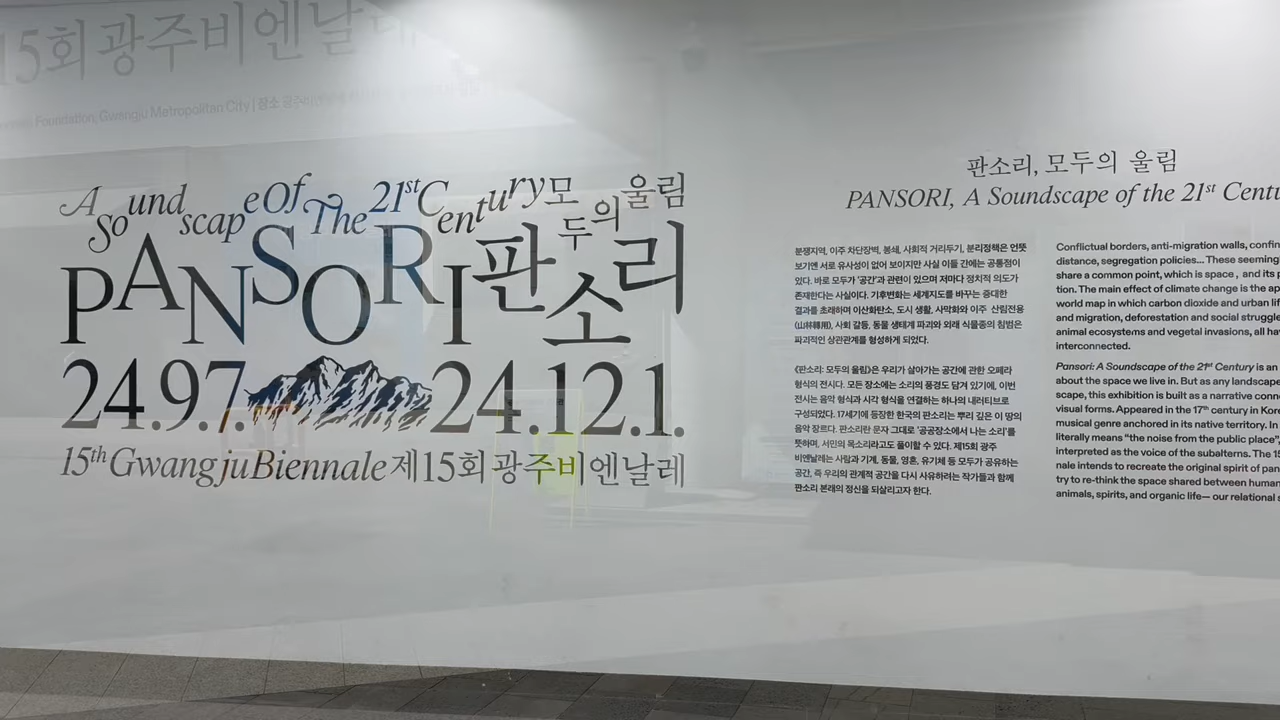 15회광주비엔날레
Foundation, Gwangju Metropolitan City | 장소
A Soundscape Of The 21st Century 모두의 울림
PANSORI 판소리
24.9.7. 24.12.1.
15th Gwangju Biennale 제15회 광주비엔날레
판소리, 모두의 울림
PANSORI, A Soundscape of the 21st Centu
분쟁지역, 이주 차단장벽, 봉쇄, 사회적 거리두기, 분리정책은 언뜻
보기엔 서로 유사성이 없어 보이지만 사실 이들 간에는 공통점이
있다. 바로 모두가 '공간'과 관련이 있으며 저마다 정치적 의도가
존재한다는 사실이다. 기후변화는 세계지도를 바꾸는 중대한
결과를 초래하며 이산화탄소, 도시 생활, 사막화와 이주 산림전용
(山林轉用), 사회 갈등, 동물 생태계 파괴와 외래 식물종의 침범은
파괴적인 상관관계를 형성하게 되었다.
《판소리: 모두의 울림》은 우리가 살아가는 공간에 관한 오페라
형식의 전시다. 모든 장소에는 소리의 풍경도 담겨 있기에, 이번
전시는 음악 형식과 시각 형식을 연결하는 하나의 내러티브로
구성되었다. 17세기에 등장한 한국의 판소리는 뿌리 깊은 이 땅의
음악 장르다. 판소리란 문자 그대로 '공공장소에서 나는 소리'를
뜻하며, 서민의 목소리라고도 풀이할 수 있다. 제15회 광주
비엔날레는 사람과 기계, 동물, 영혼, 유기체 등 모두가 공유하는
공간, 즉 우리의 관계적 공간을 다시 사유하려는 작가들과 함께
판소리 본래의 정신을 되살리고자 한다.
Conflictual borders, anti-migration walls, confin
distance, segregation policies... These seeming
share a common point, which is space , and its p
tion. The main effect of climate change is the ap
world map in which carbon dioxide and urban lif
and migration, deforestation and social struggle
animal ecosystems and vegetal invasions, all ha
interconnected.
Pansori: A Soundscape of the 21st Century is an
about the space we live in. But as any landscape
scape, this exhibition is built as a narrative conn
visual forms. Appeared in the 17th century in Kor
musical genre anchored in its native territory. In
literally means "the noise from the public place"
interpreted as the voice of the subalterns. The 15
nale intends to recreate the original spirit of pan
try to re-think the space shared between human
animals, spirits, and organic life— our relational s